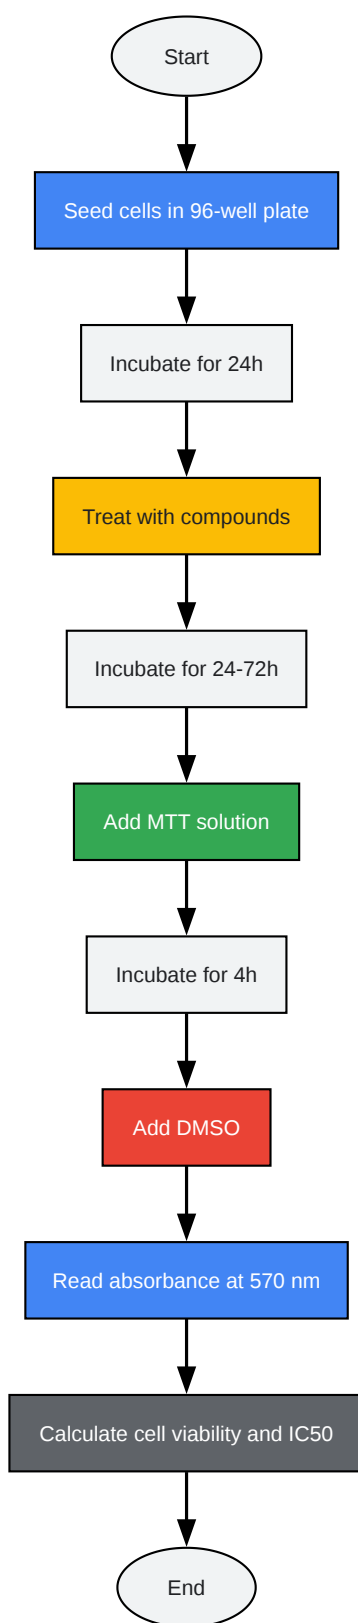 Start
Seed cells in 96-well plate
Incubate for 24h
Treat with compounds
Incubate for 24-72h
Add MTT solution
Incubate for 4h
Add DMSO
Read absorbance at 570 nm
Calculate cell viability and IC50
End